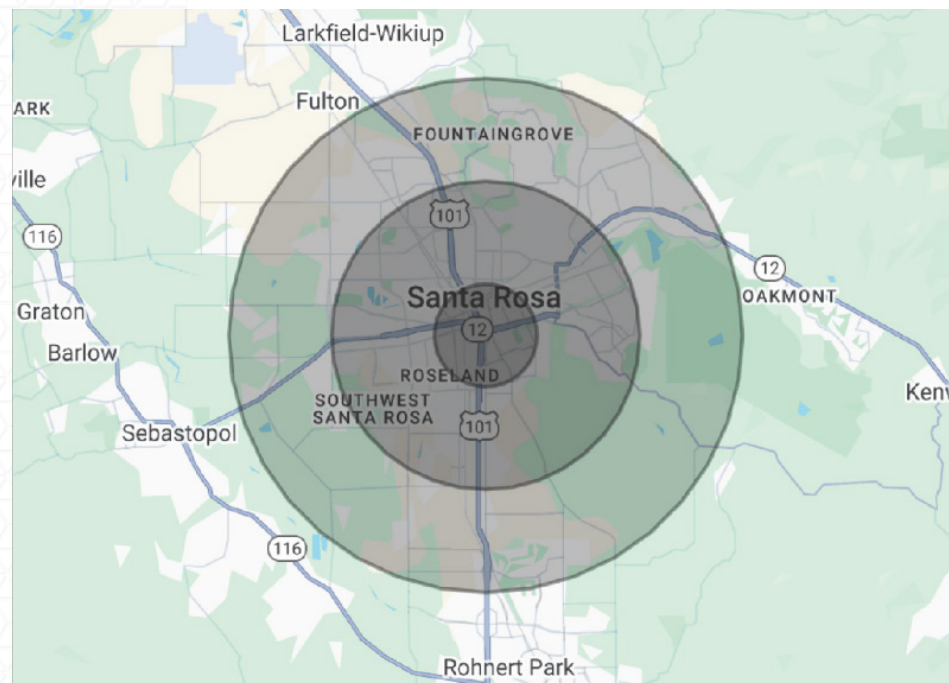 Larkfield-Wikiup
Fulton
ARK
FOUNTAINGROVE
ville
101
116
12
OAKMONT
Santa Rosa
Graton
12
Barlow
ROSELAND
Kenw
SOUTHWEST
SANTA ROSA
101
Sebastopol
116
Rohnert Park